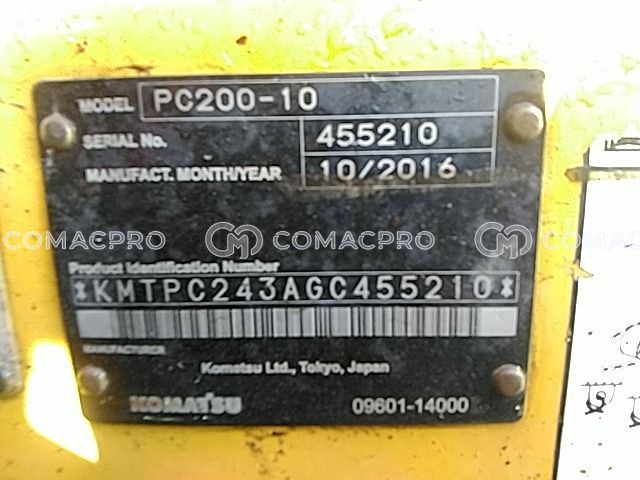 MODEL PC200-10
SERIAL No. 455210
MANUFACT. MONTH/YEAR 10/2016
COMACPRO COMACPRO COMACPRO
Product Identification Number
*KMTPC243AGC455210*
MANUFACTURER
Komatsu Ltd., Tokyo, Japan
KOMATSU 09601-14000